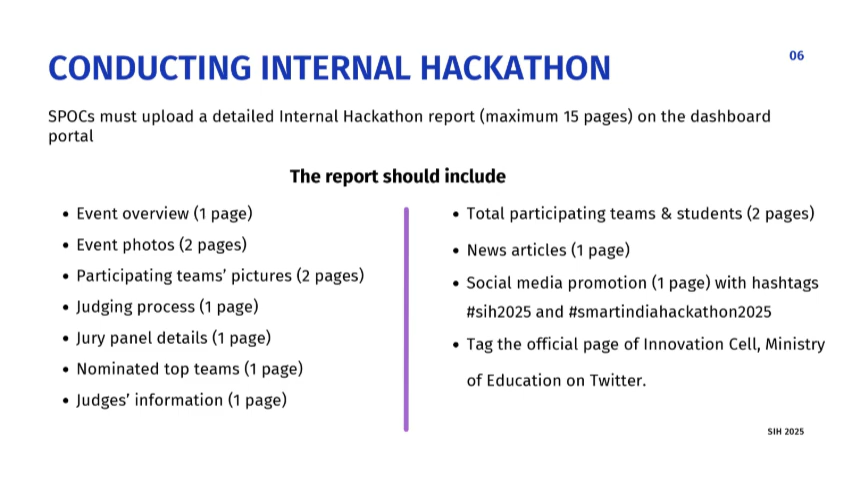 06
CONDUCTING INTERNAL HACKATHON
SPOCs must upload a detailed Internal Hackathon report (maximum 15 pages) on the dashboard
portal
The report should include
• Event overview (1 page)
• Event photos (2 pages)
• Participating teams’ pictures (2 pages)
• Judging process (1 page)
• Jury panel details (1 page)
• Nominated top teams (1 page)
• Judges’ information (1 page)
• Total participating teams & students (2 pages)
• News articles (1 page)
• Social media promotion (1 page) with hashtags
#sih2025 and #smartindiahackathon2025
• Tag the official page of Innovation Cell, Ministry
of Education on Twitter.
SIH 2025